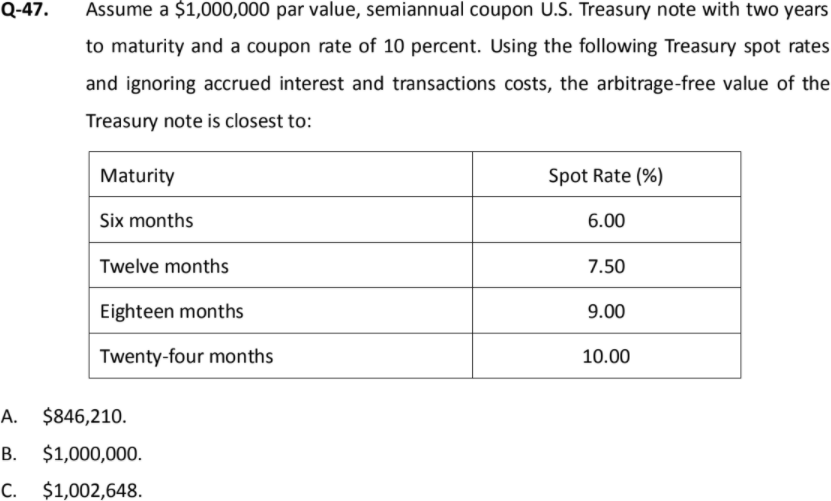 Q-47. Assume a $1,000,000 par value, semiannual coupon U.S. Treasury note with two years
to maturity and a coupon rate of 10 percent. Using the following Treasury spot rates
and ignoring accrued interest and transactions costs, the arbitrage-free value of the
Treasury note is closest to:
Maturity Spot Rate (%)
Six months 6.00
Twelve months 7.50
Eighteen months 9.00
Twenty-four months 10.00
A. $846,210.
B. $1,000,000.
C. $1,002,648.